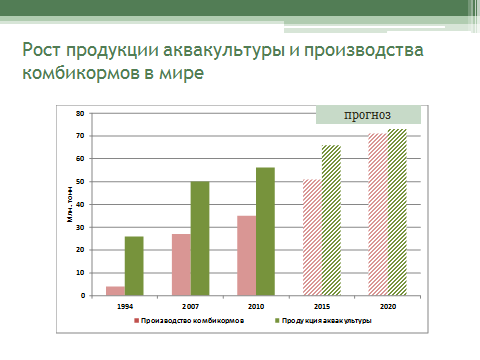 Рост продукции аквакультуры и производства
комбикормов в мире
прогноз
80
70
60
50
40
30
20
10
0
Млн. тонн
1994 2007 2010 2015 2020
Производство комбикормов Продукция аквакультуры